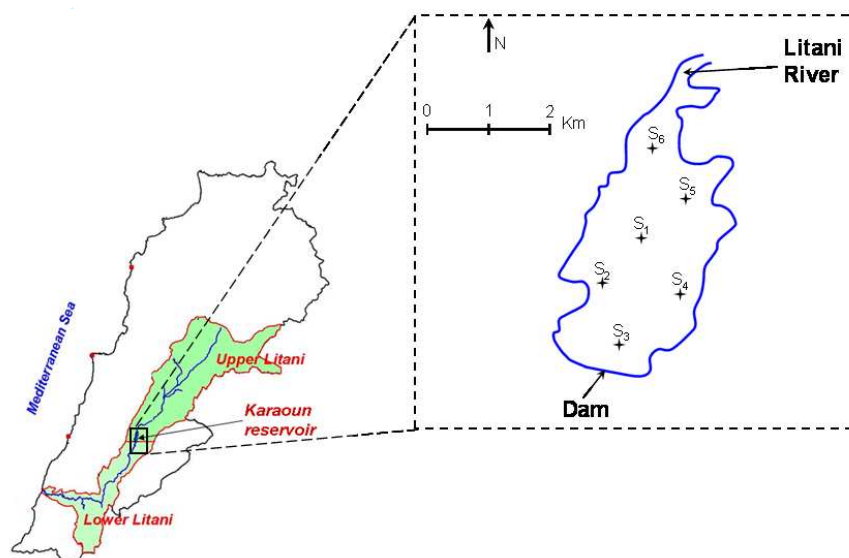 N
Litani
River
0 1 2
Km
S6
S5
S1
S2
S4
S3
Dam
Mediterranean Sea
Upper Litani
Karaoun
reservoir
Lower Litani